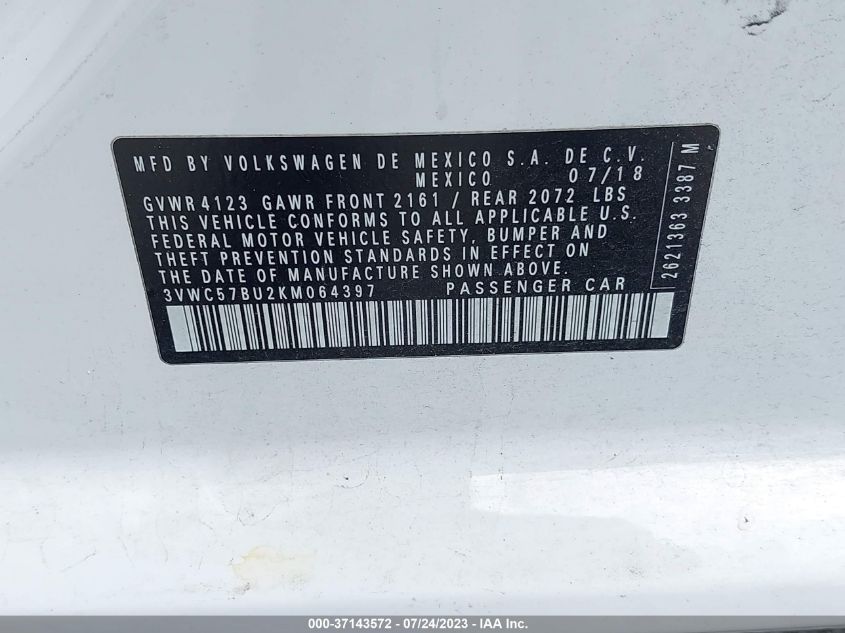 MFD BY VOLKSWAGEN DE MEXICO S.A. DE C.V.
MEXICO 07/18
GVWR 4123 GAWR FRONT 2161 / REAR 2072 LBS
THIS VEHICLE CONFORMS TO ALL APPLICABLE U.S.
FEDERAL MOTOR VEHICLE SAFETY, BUMPER AND
THEFT PREVENTION STANDARDS IN EFFECT ON
THE DATE OF MANUFACTURE SHOWN ABOVE.
3VWC57BU2KM064397 PASSENGER CAR
2621363 3387 M
000-37143572 - 07/24/2023 - IAA Inc.